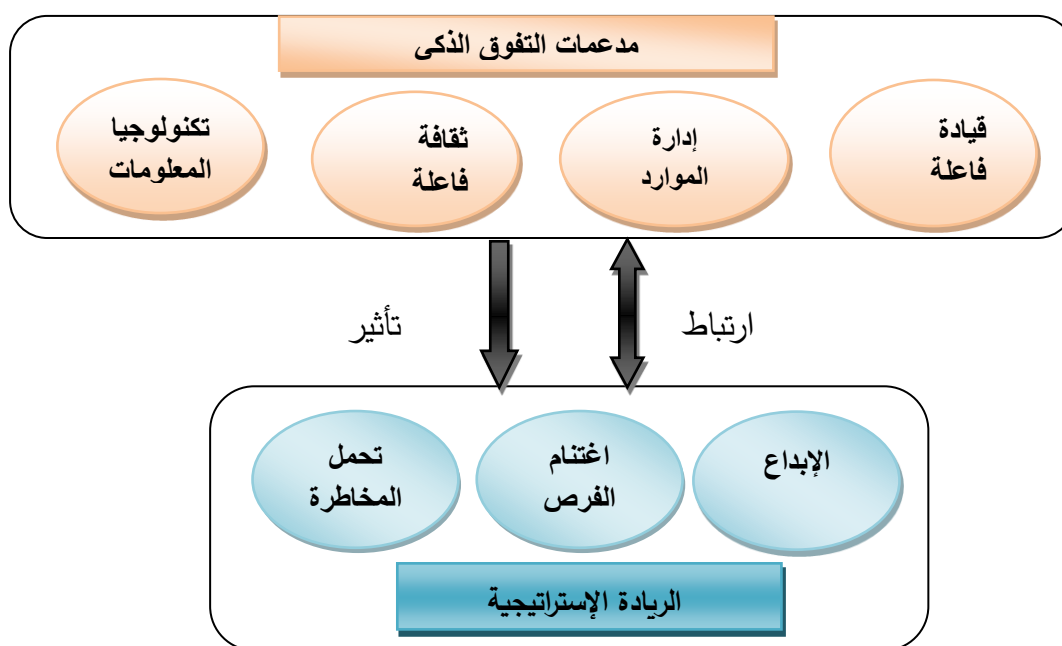 مدعمات التفوق الذكى
قيادة
فاعلة
إدارة
الموارد
ثقافة
فاعلة
تكنولوجيا
المعلومات
ارتباط
تأثير
الإبداع
اغتنام
الفرص
تحمل
المخاطرة
الريادة الإستراتيجية